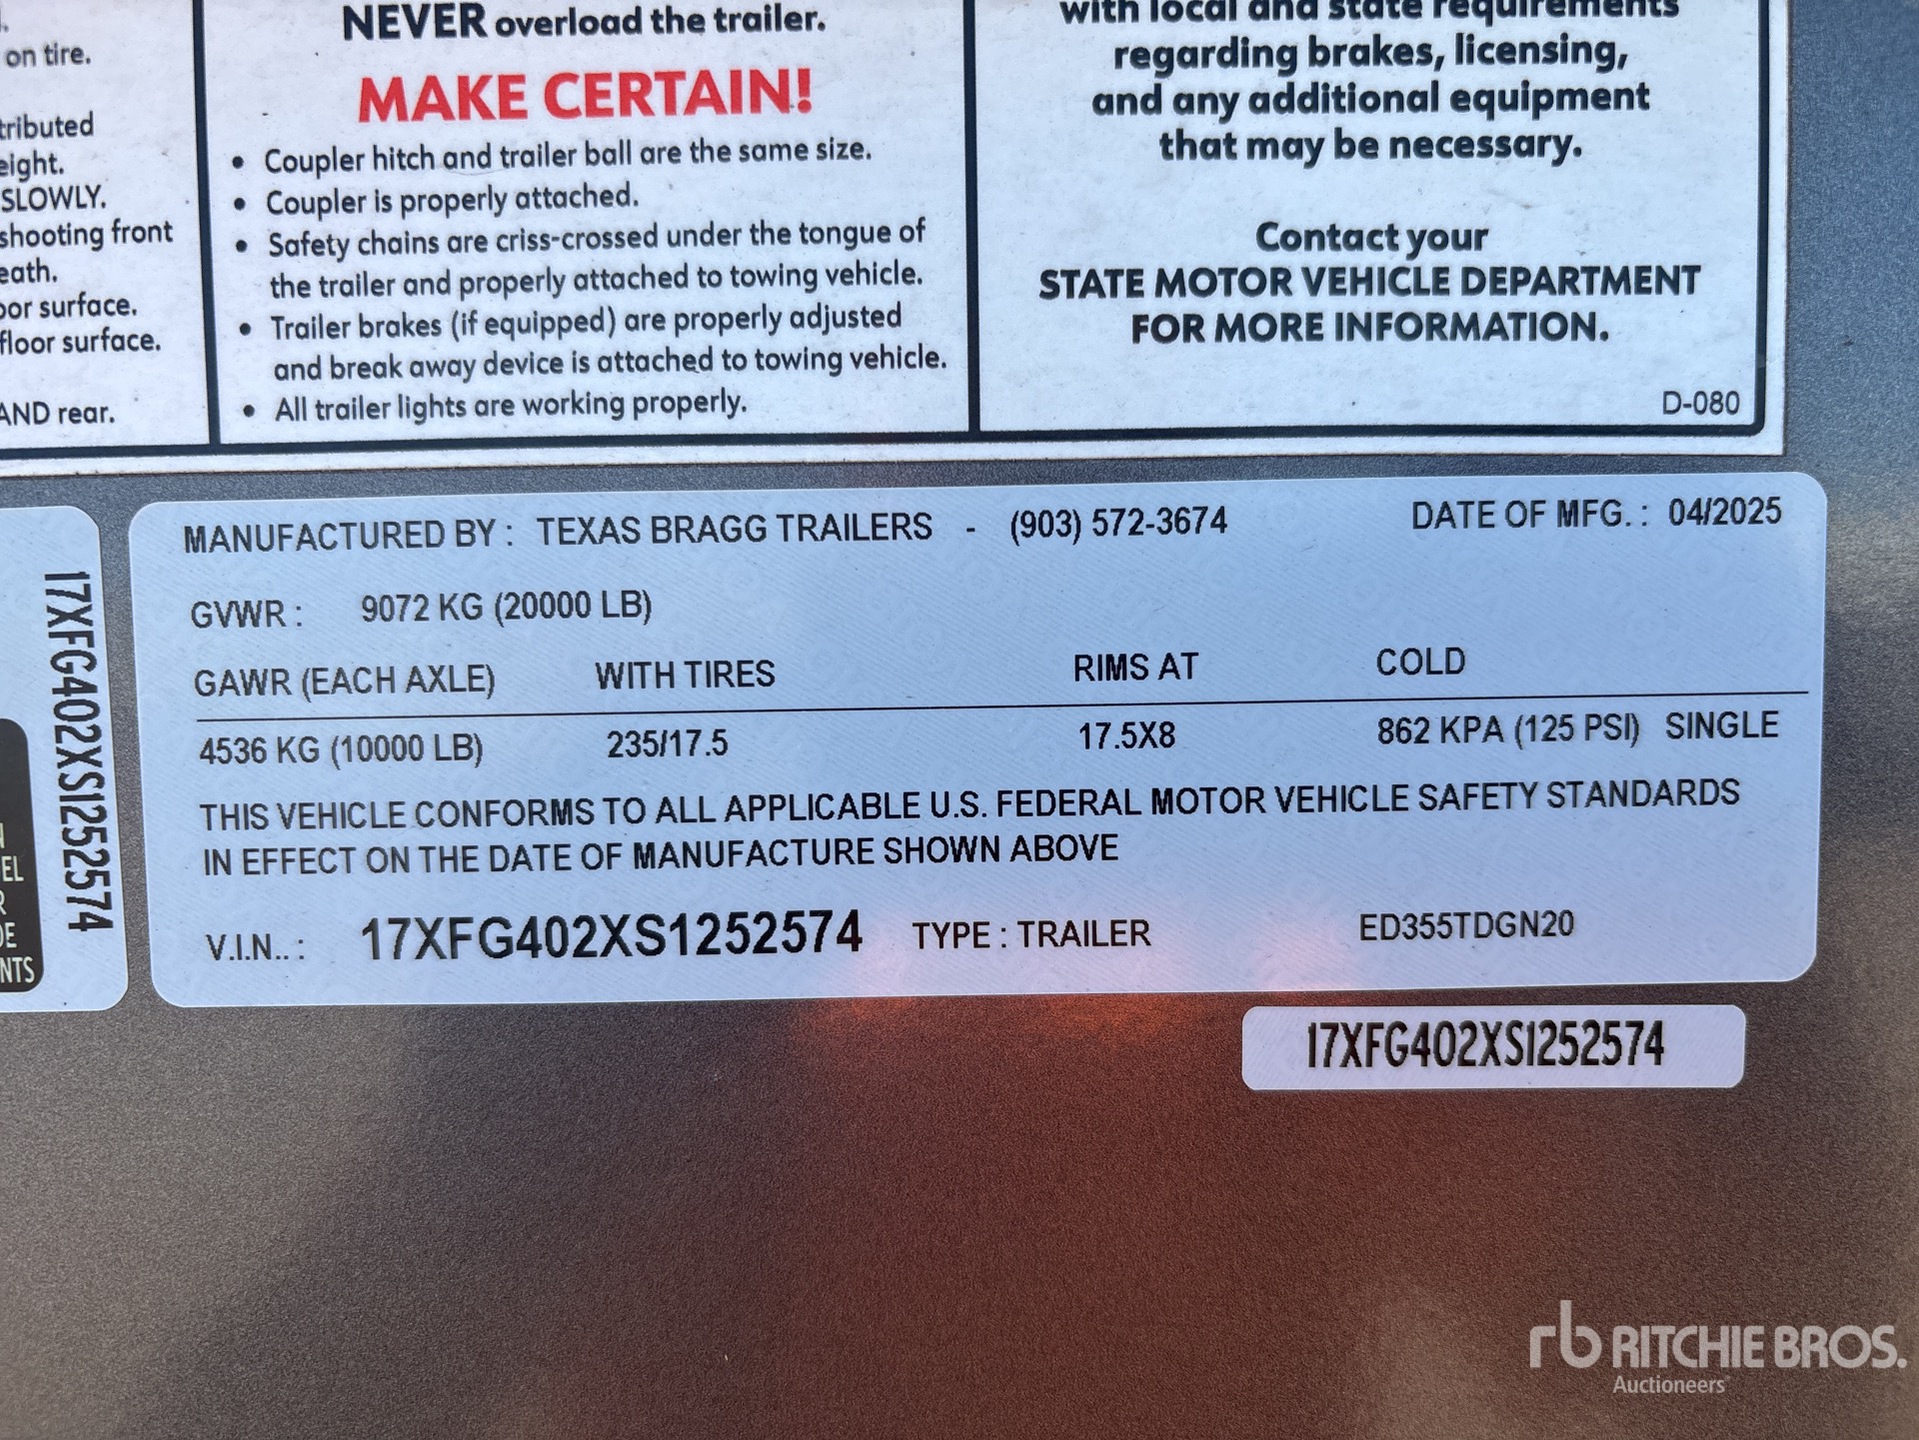 on tire.
tributed
eight.
SLOWLY.
shooting front
eath.
oor surface.
floor surface.
AND rear.
NEVER overload the trailer.
MAKE CERTAIN!
• Coupler hitch and trailer ball are the same size.
• Coupler is properly attached.
• Safety chains are criss-crossed under the tongue of
the trailer and properly attached to towing vehicle.
• Trailer brakes (if equipped) are properly adjusted
and break away device is attached to towing vehicle.
• All trailer lights are working properly.
with local and state requirements
regarding brakes, licensing,
and any additional equipment
that may be necessary.
Contact your
STATE MOTOR VEHICLE DEPARTMENT
FOR MORE INFORMATION.
D-080
17XFG402XS1252574
EL
R
DE
NTS
MANUFACTURED BY : TEXAS BRAGG TRAILERS - (903) 572-3674 DATE OF MFG. : 04/2025
GVWR : 9072 KG (20000 LB)
GAWR (EACH AXLE) WITH TIRES RIMS AT COLD
4536 KG (10000 LB) 235/17.5 17.5X8 862 KPA (125 PSI) SINGLE
THIS VEHICLE CONFORMS TO ALL APPLICABLE U.S. FEDERAL MOTOR VEHICLE SAFETY STANDARDS
IN EFFECT ON THE DATE OF MANUFACTURE SHOWN ABOVE
V.I.N.. : 17XFG402XS1252574 TYPE : TRAILER ED355TDGN20
17XFG402XS1252574
rb RITCHIE BROS.
Auctioneers